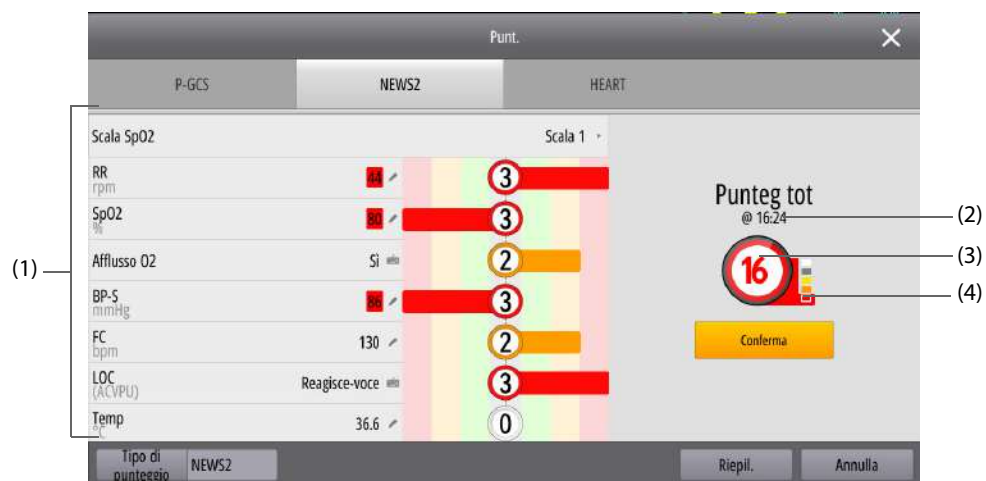 Punt.
P-GCS NEWS2 HEART
Scala SpO2 Scala 1
RR
rpm
44 3
SpO2
%
80 3
Afflusso O2 Sì 2
BP-S
mmHg
86 3
FC
bpm
130 2
LOC
(ACVPU)
Reagisce-voce 3
Temp
°C
36.6 0
Punteg tot
@ 16:24
16
Conferma
(1)
(2)
(3)
(4)
Tipo di
punteggio
NEWS2
Riepil. Annulla